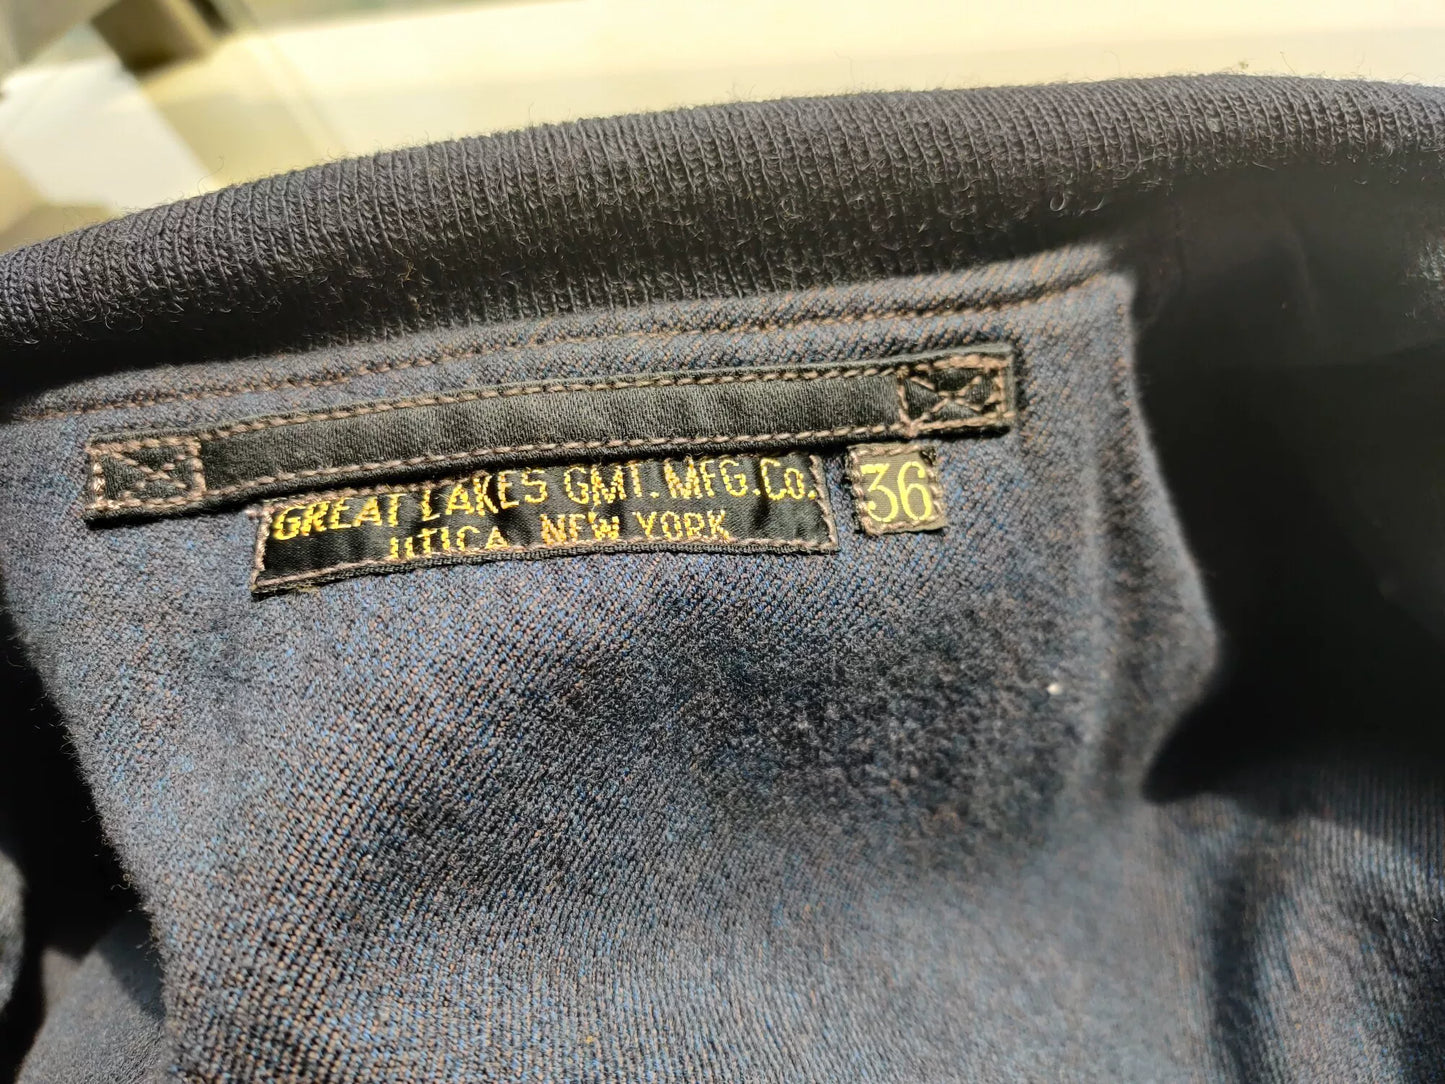 GREAT LAKES GMT. MFG. Co.
UTICA, NEW YORK
36